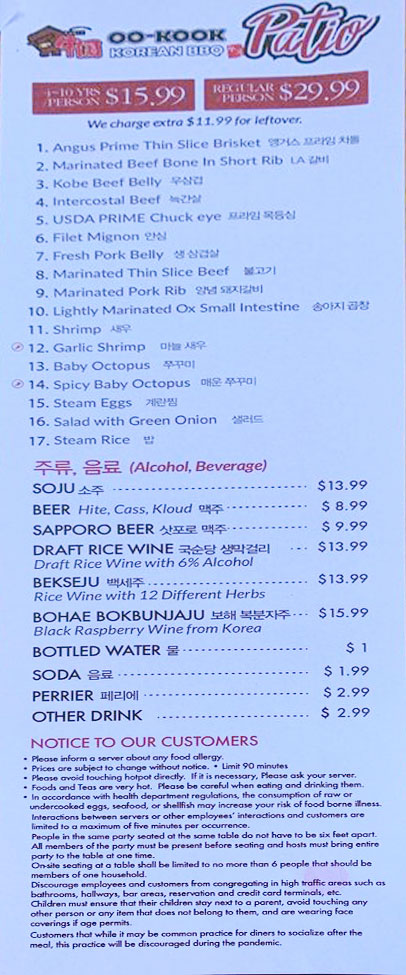 OO-KOOK
KOREAN BBQ
Patio
4-10 YRS /PERSON $15.99
REGULAR /PERSON $29.99
We charge extra $11.99 for leftover.
1. Angus Prime Thin Slice Brisket 앵거스 프라임 차돌
2. Marinated Beef Bone In Short Rib LA 갈비
3. Kobe Beef Belly 우삼겹
4. Intercostal Beef 늑간살
5. USDA PRIME Chuck eye 프라임 목등심
6. Filet Mignon 안심
7. Fresh Pork Belly 생 삼겹살
8. Marinated Thin Slice Beef 불고기
9. Marinated Pork Rib 양념 돼지갈비
10. Lightly Marinated Ox Small Intestine 송아지 곱창
11. Shrimp 새우
12. Garlic Shrimp 마늘 새우
13. Baby Octopus 쭈꾸미
14. Spicy Baby Octopus 매운 쭈꾸미
15. Steam Eggs 계란찜
16. Salad with Green Onion 샐러드
17. Steam Rice 밥
주류, 음료 (Alcohol, Beverage)
SOJU 소주 $13.99
BEER Hite, Cass, Kloud 맥주 $ 8.99
SAPPORO BEER 삿포로 맥주 $ 9.99
DRAFT RICE WINE 국순당 생막걸리 $13.99
Draft Rice Wine with 6% Alcohol
BEKSEJU 백세주 $13.99
Rice Wine with 12 Different Herbs
BOHAE BOKBUNJAJU 보해 복분자주 $15.99
Black Raspberry Wine from Korea
BOTTLED WATER 물 $ 1
SODA 음료 $ 1.99
PERRIER 페리에 $ 2.99
OTHER DRINK $ 2.99
NOTICE TO OUR CUSTOMERS
• Please inform a server about any food allergy.
• Prices are subject to change without notice. • Limit 90 minutes
• Please avoid touching hotpot directly. If it is necessary, Please ask your server.
• Foods and Teas are very hot. Please be careful when eating and drinking them.
• In accordance with health department regulations, the consumption of raw or
undercooked eggs, seafood, or shellfish may increase your risk of food borne illness.
Interactions between servers or other employees' interactions and customers are
limited to a maximum of five minutes per occurrence.
People in the same party seated at the same table do not have to be six feet apart.
All members of the party must be present before seating and hosts must bring entire
party to the table at one time.
On-site seating at a table shall be limited to no more than 6 people that should be
members of one household.
Discourage employees and customers from congregating in high traffic areas such as
bathrooms, hallways, bar areas, reservation and credit card terminals, etc.
Children must ensure that their children stay next to a parent, avoid touching any
other person or any item that does not belong to them, and are wearing face
coverings if age permits.
Customers that while it may be common practice for diners to socialize after the
meal, this practice will be discouraged during the pandemic.